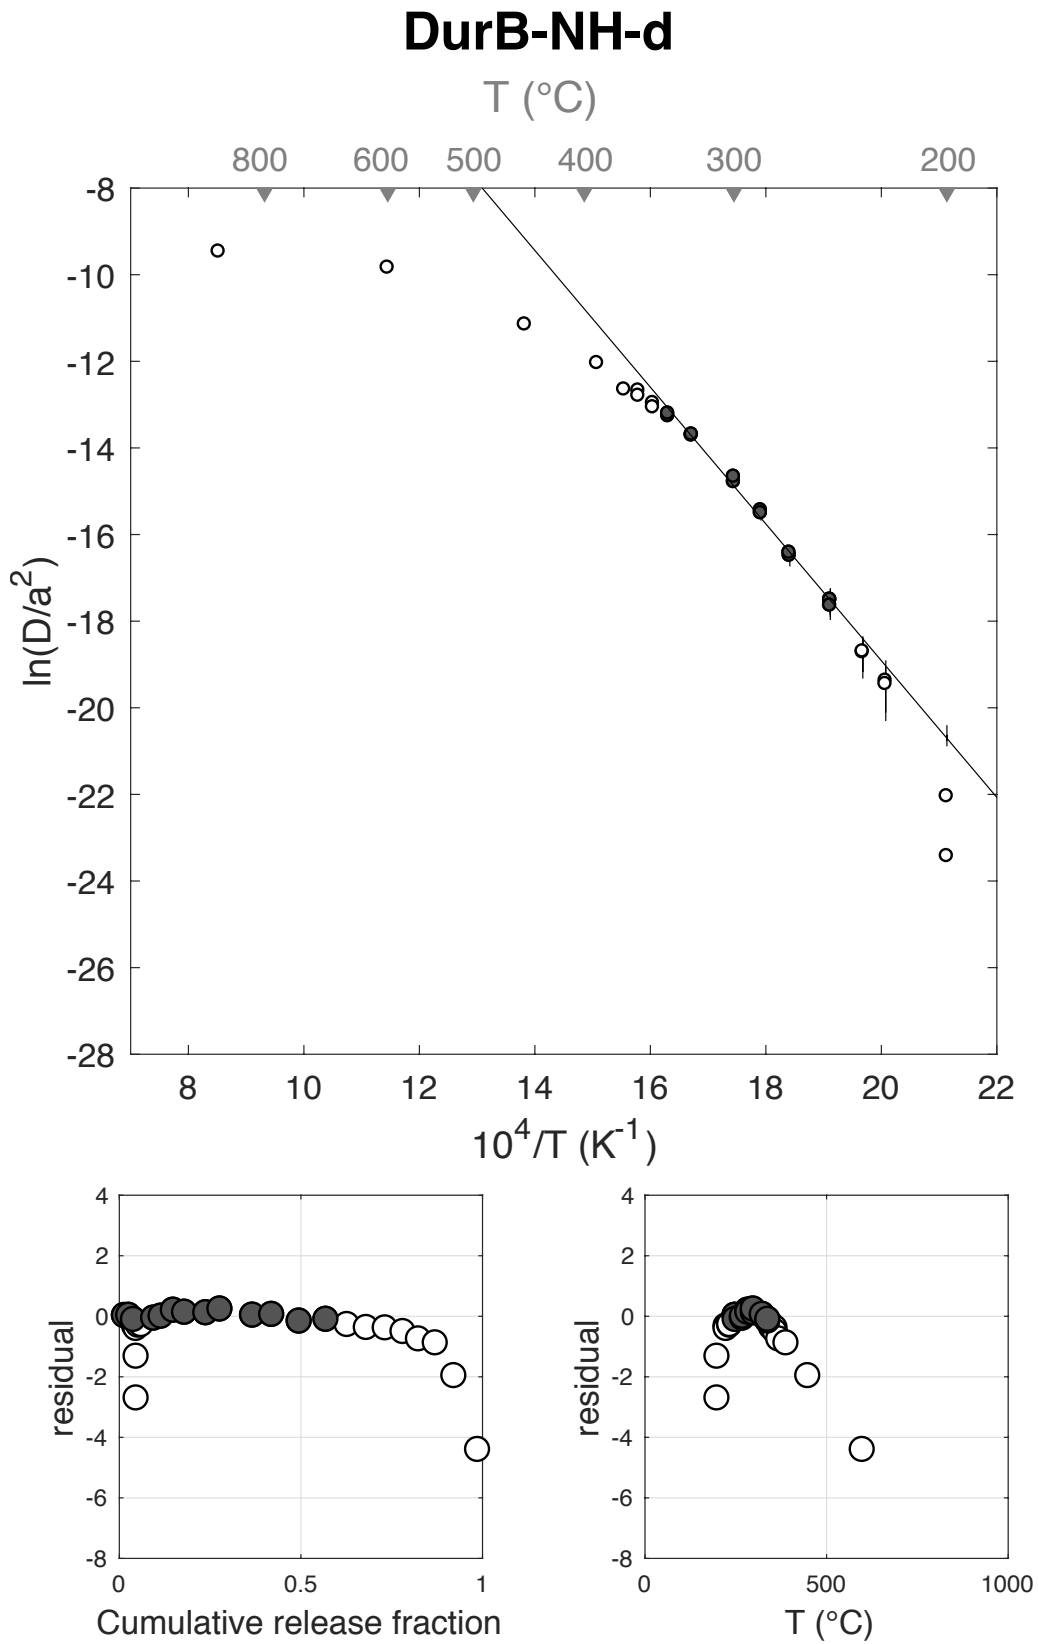 DurB-NH-d
T (°C)
800 600 500 400 300 200
-8
-10
-12
-14
-16
-18
-20
-22
-24
-26
-28
ln(D/a²)
8 10 12 14 16 18 20 22
10⁴/T (K⁻¹)
4
2
0
-2
-4
-6
-8
residual
0 0.5 1
Cumulative release fraction
4
2
0
-2
-4
-6
-8
residual
0 500 1000
T (°C)